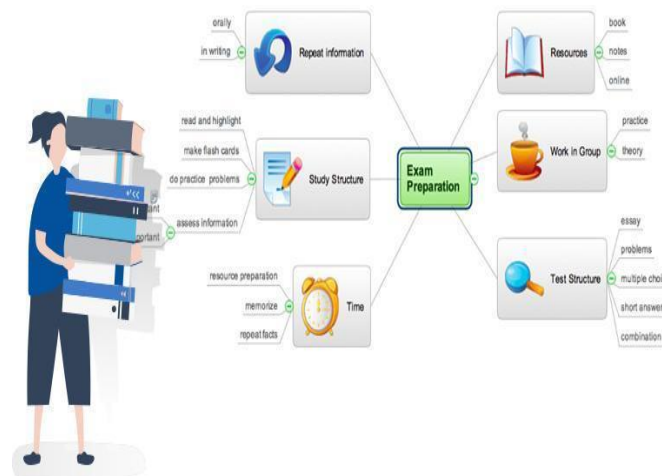 orally
in writing
Repeat information
read and highlight
make flash cards
do practice problems
assess information
Study Structure
resource preparation
memorize
repeat facts
Time
Exam
Preparation
book
notes
online
Resources
practice
theory
Work in Group
essay
problems
multiple choi
short answer
combination
Test Structure